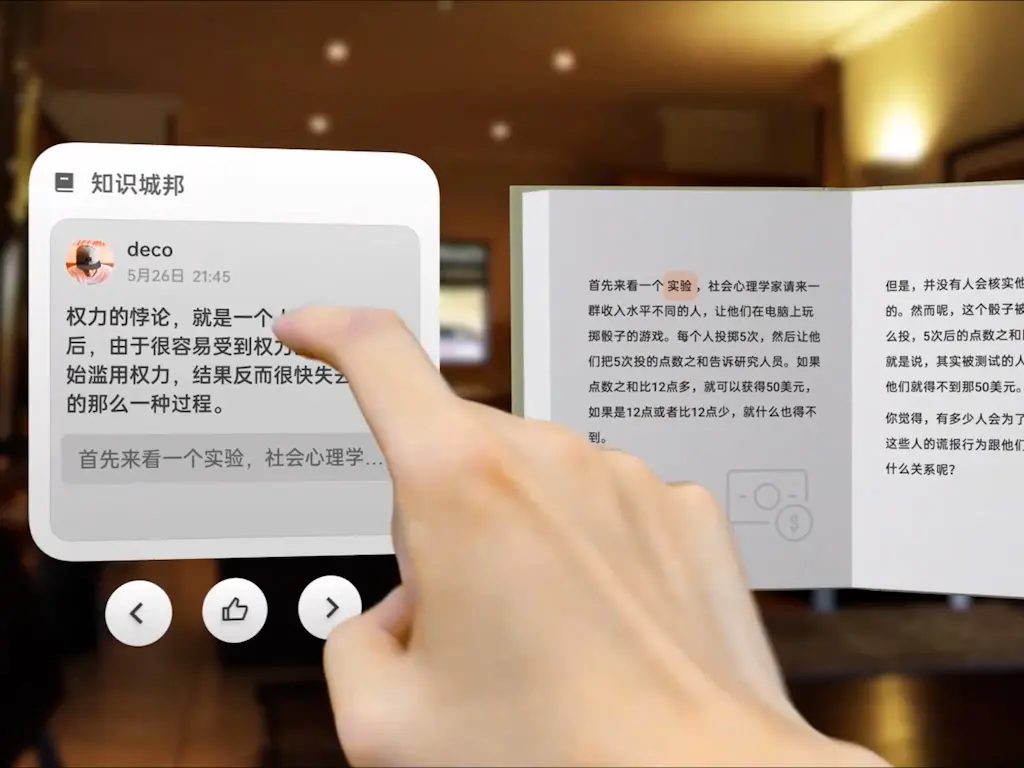 知识城邦
deco
5月26日 21:45
权力的悖论，就是一个
后，由于很容易受到权力
始滥用权力，结果反而很快失去
的那么一种过程。
首先来看一个实验，社会心理学...
首先来看一个实验，社会心理学家请来一
群收入水平不同的人，让他们在电脑上玩
掷骰子的游戏。每个人投掷5次，然后让他
们把5次投的点数之和告诉研究人员。如果
点数之和比12点多，就可以获得50美元，
如果是12点或者比12点少，就什么也得不
到。
$
但是，并没有人会核实他
的。然而呢，这个骰子被
么投，5次后的点数之和
就是说，其实被测试的人
他们就得不到那50美元。
你觉得，有多少人会为了
这些人的谎报行为跟他们
什么关系呢？